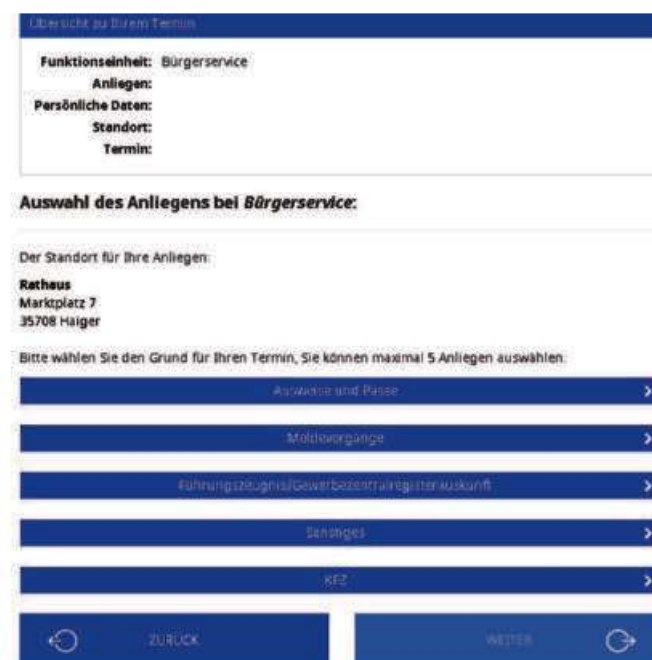 Übersicht zu Ihrem Termin
Funktionseinheit: Bürgerservice
Anliegen:
Persönliche Daten:
Standort:
Termin:
Auswahl des Anliegens bei Bürgerservice:
Der Standort für Ihre Anliegen:
Rathaus
Marktplatz 7
35708 Haiger
Bitte wählen Sie den Grund für Ihren Termin, Sie können maximal 5 Anliegen auswählen:
Ausweise und Pässe
Meldevorgänge
Führungszeugnis/Gewerbezentralregisterauskunft
Sonstiges
KFZ
ZURÜCK
WEITER